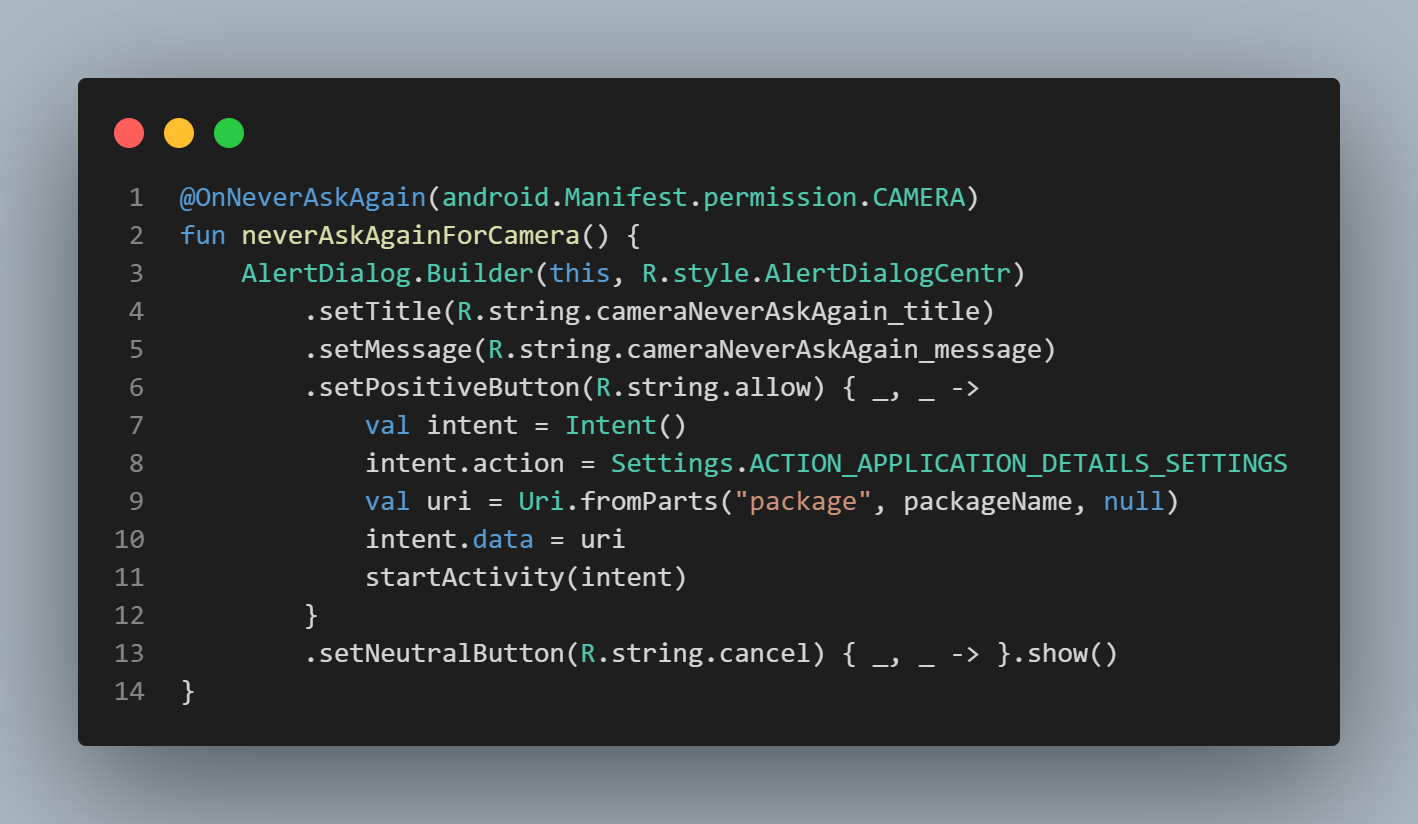 1 @OnNeverAskAgain(android.Manifest.permission.CAMERA)
2 fun neverAskAgainForCamera() {
3     AlertDialog.Builder(this, R.style.AlertDialogCentr)
4         .setTitle(R.string.cameraNeverAskAgain_title)
5         .setMessage(R.string.cameraNeverAskAgain_message)
6         .setPositiveButton(R.string.allow) { _, _ ->
7             val intent = Intent()
8             intent.action = Settings.ACTION_APPLICATION_DETAILS_SETTINGS
9             val uri = Uri.fromParts("package", packageName, null)
10             intent.data = uri
11             startActivity(intent)
12         }
13         .setNeutralButton(R.string.cancel) { _, _ -> }.show()
14 }